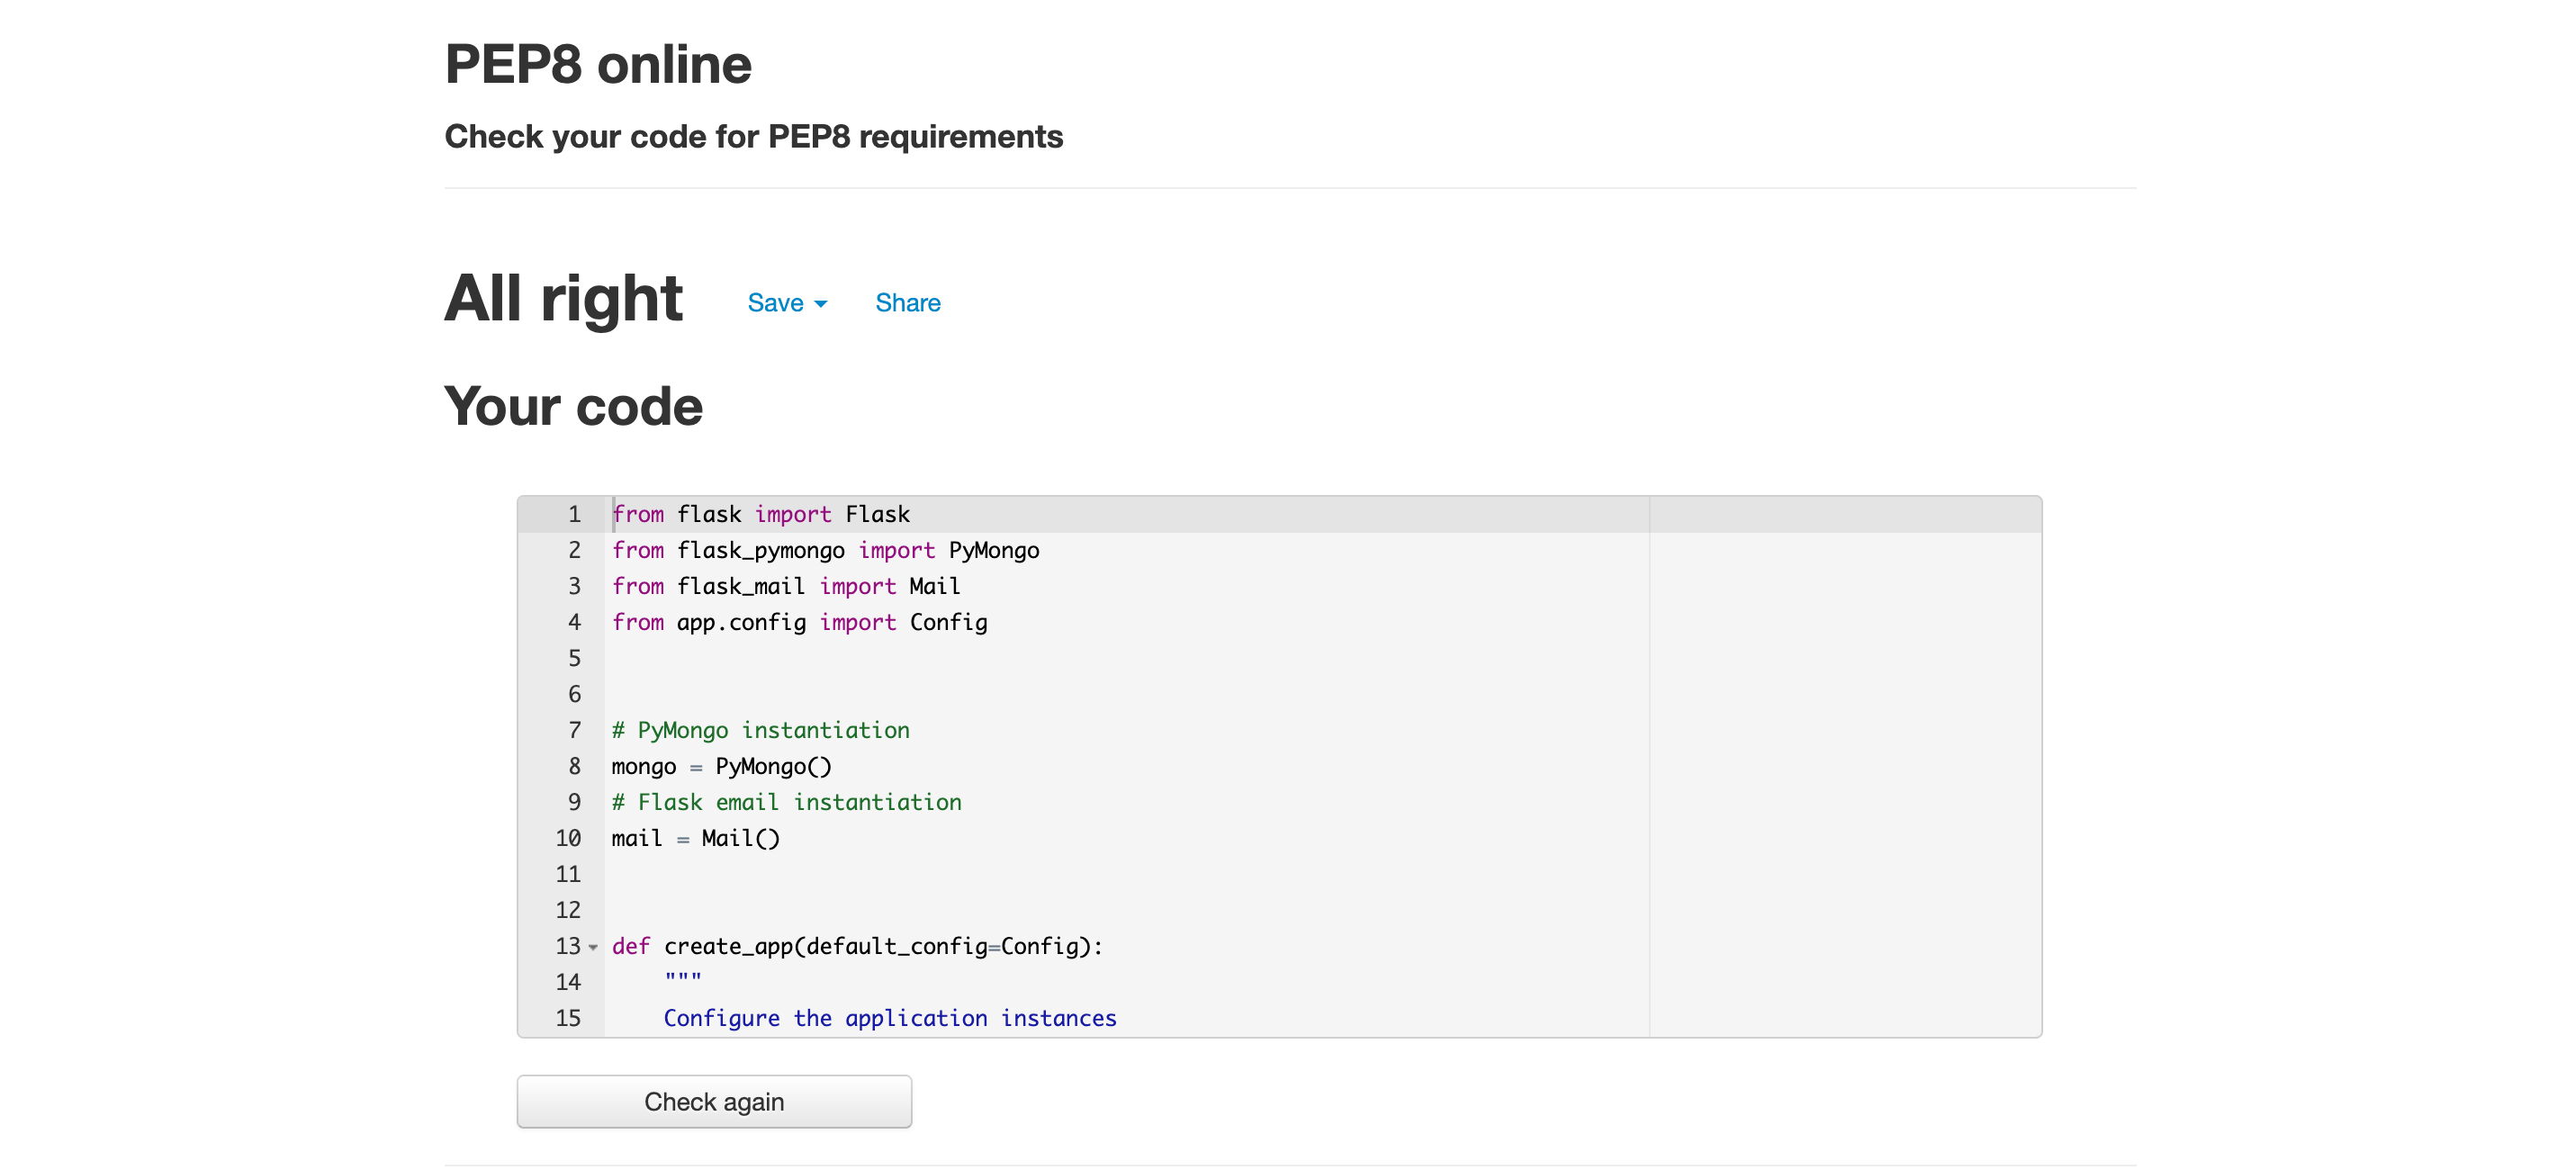 PEP8 online
Check your code for PEP8 requirements
All right Save Share
Your code
1 from flask import Flask
2 from flask_pymongo import PyMongo
3 from flask_mail import Mail
4 from app.config import Config
5
6
7 # PyMongo instantiation
8 mongo = PyMongo()
9 # Flask email instantiation
10 mail = Mail()
11
12
13 def create_app(default_config=Config):
14     """
15     Configure the application instances
Check again